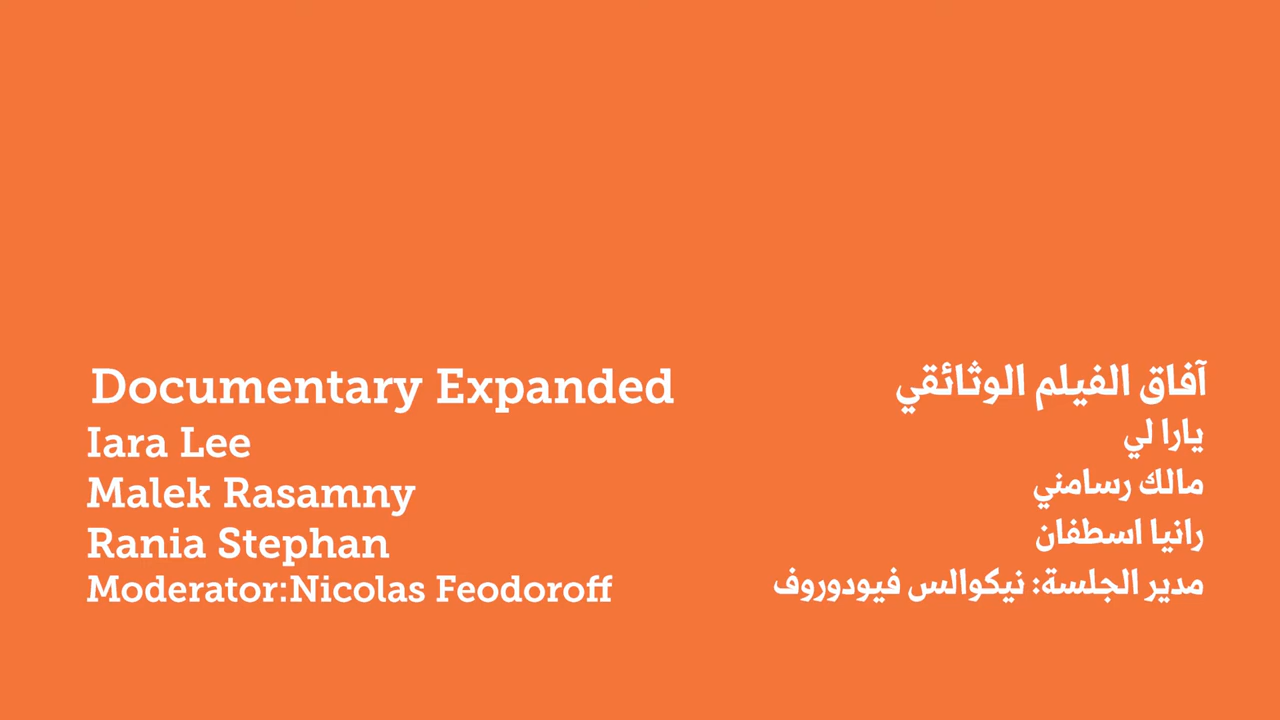 Documentary Expanded
Iara Lee
Malek Rasamny
Rania Stephan
Moderator:Nicolas Feodoroff
آفاق الفيلم الوثائقي
يارا لي
مالك رسامني
رانيا اسطفان
مدير الجلسة: نيكوالس فيودوروف